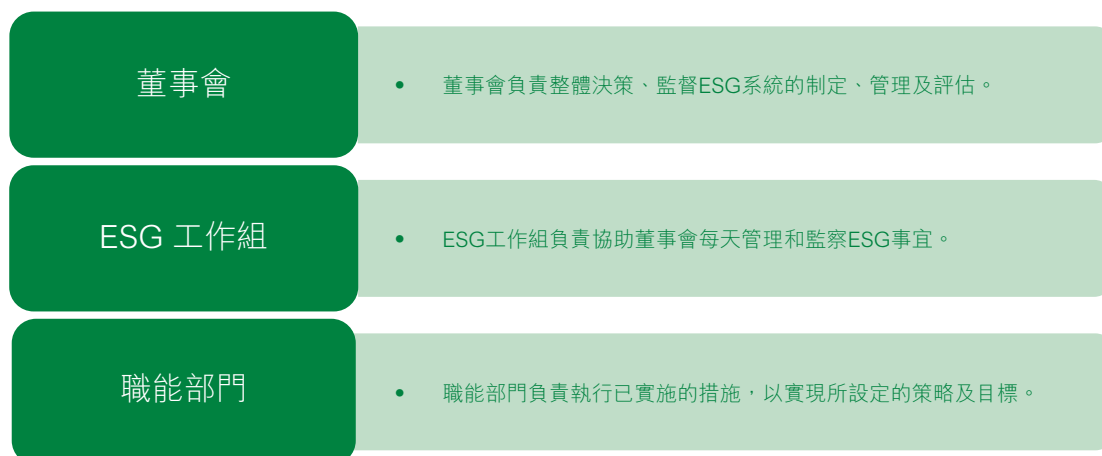 董事會
• 董事會負責整體決策、監督ESG系統的制定、管理及評估。
ESG 工作組
• ESG工作組負責協助董事會每天管理和監察ESG事宜。
職能部門
• 職能部門負責執行已實施的措施，以實現所設定的策略及目標。